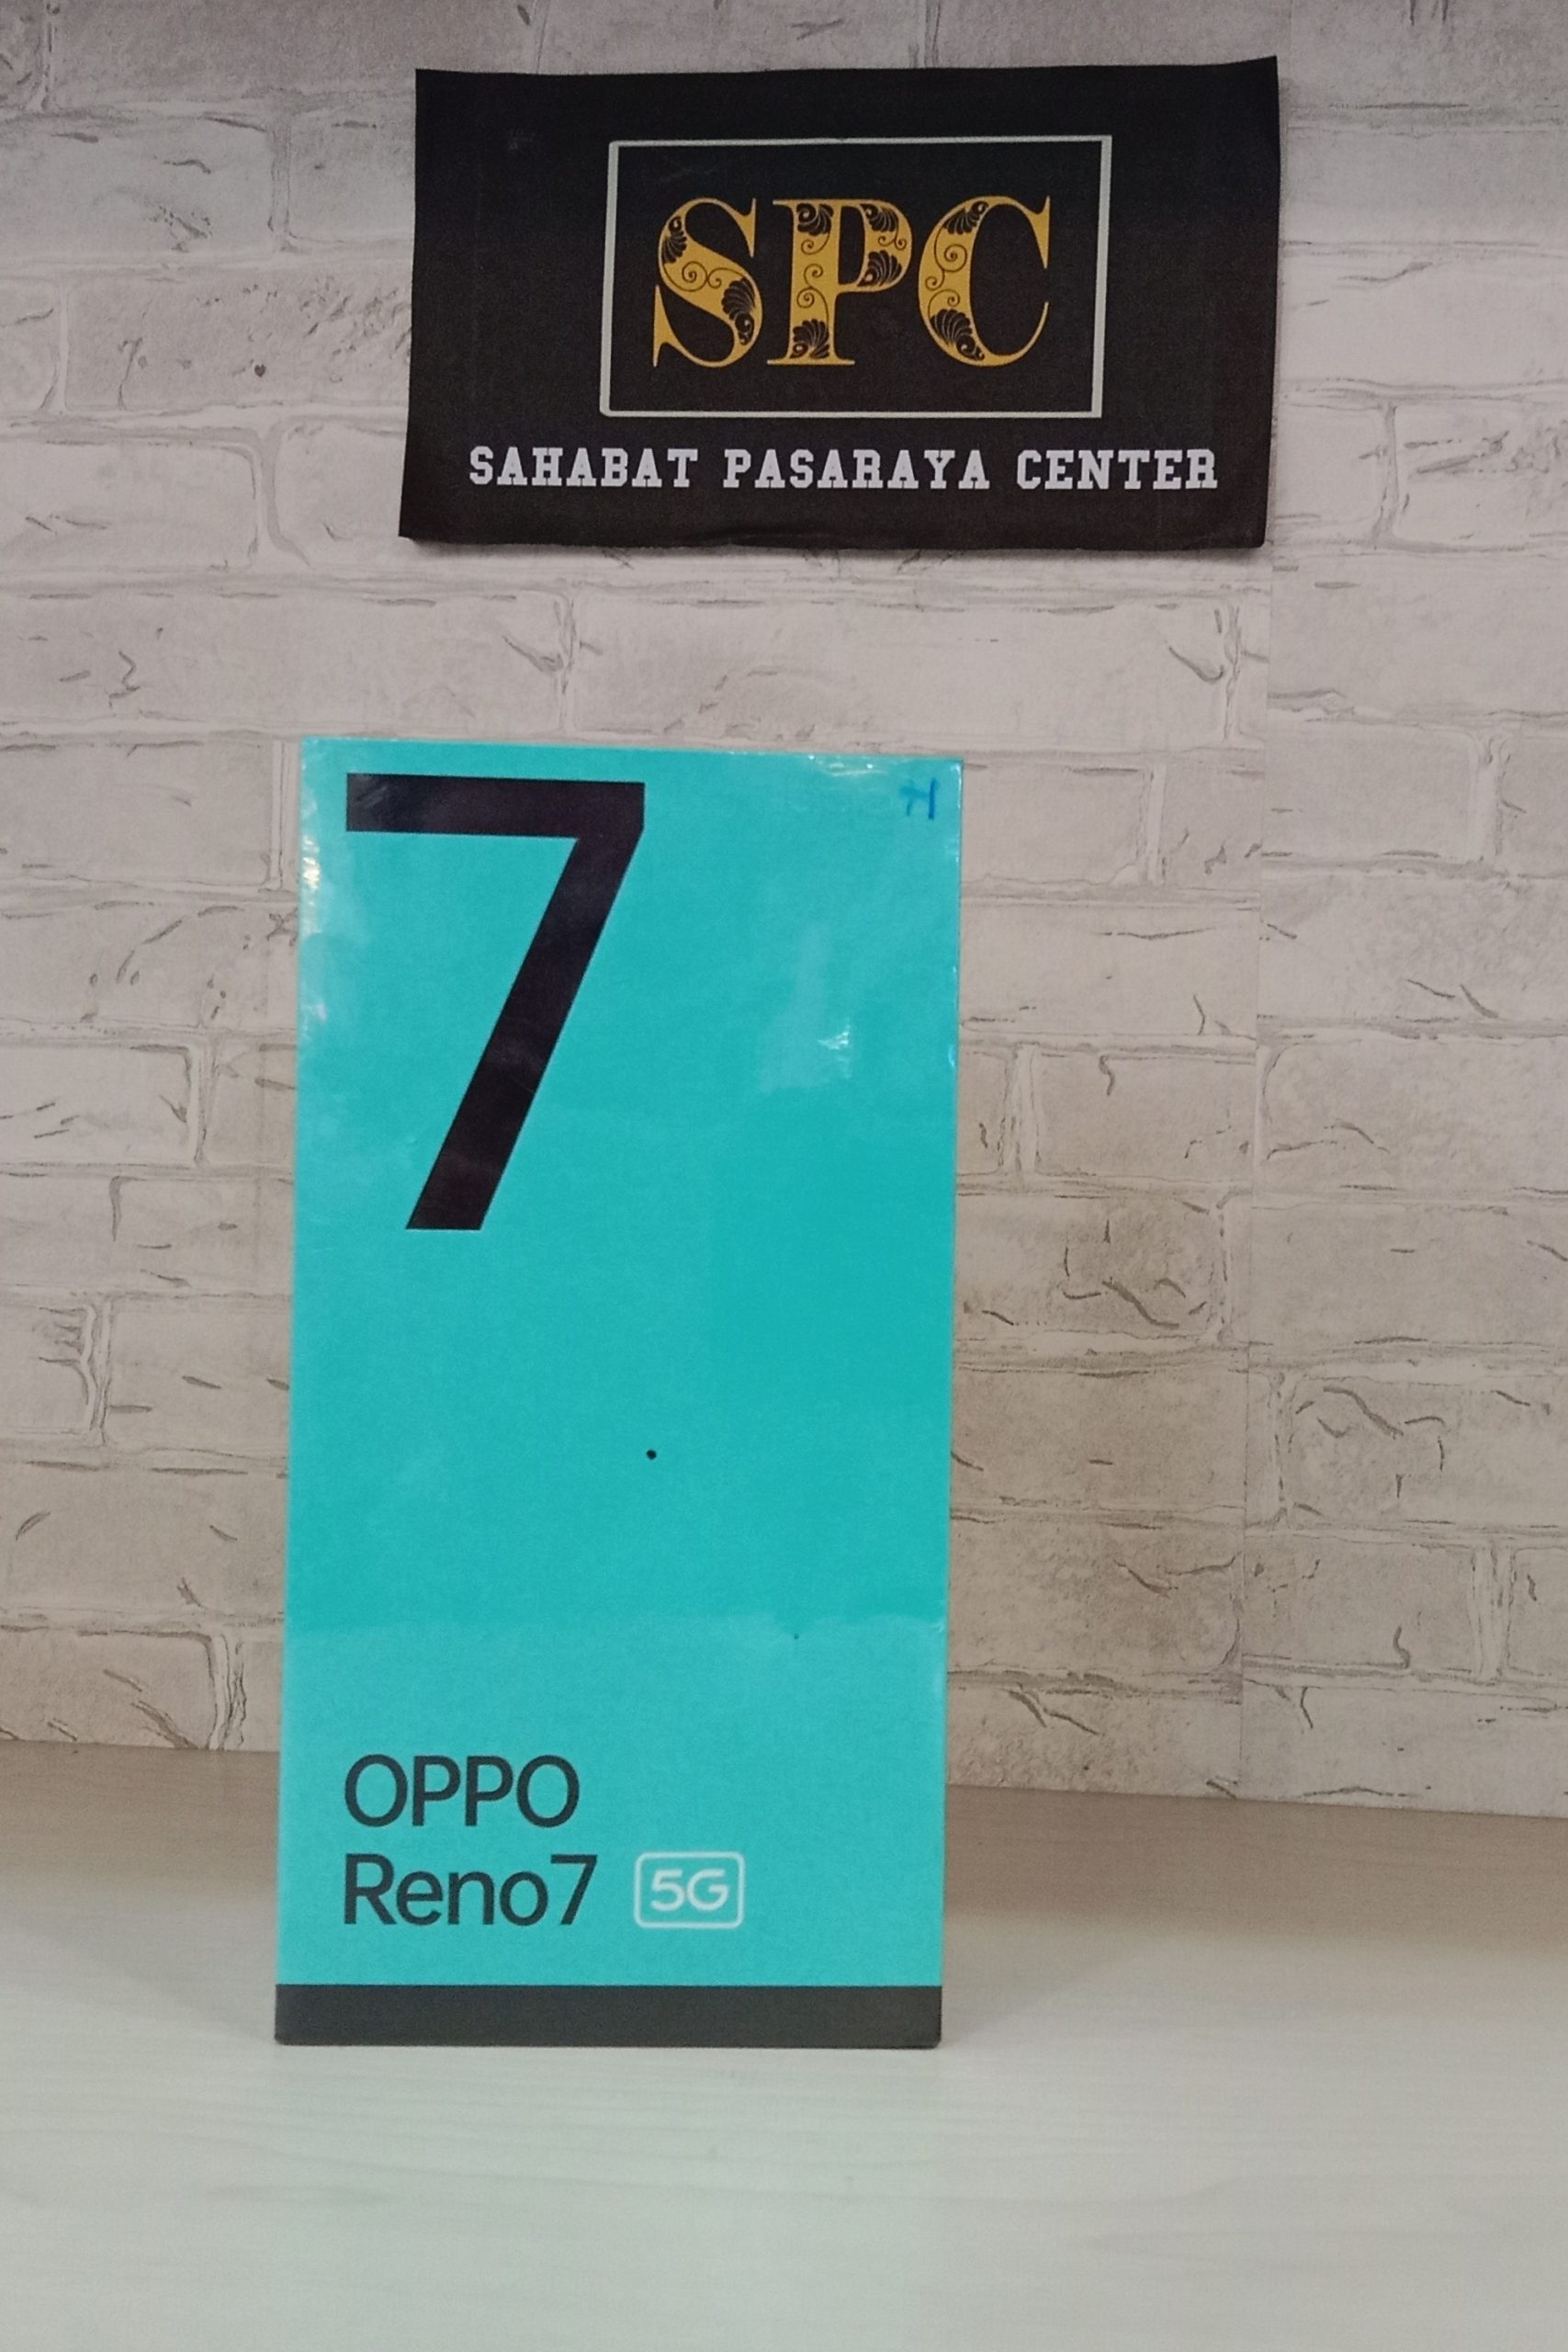 SPC
SAHABAT PASARAYA CENTER
7
OPPO
Reno7 5G